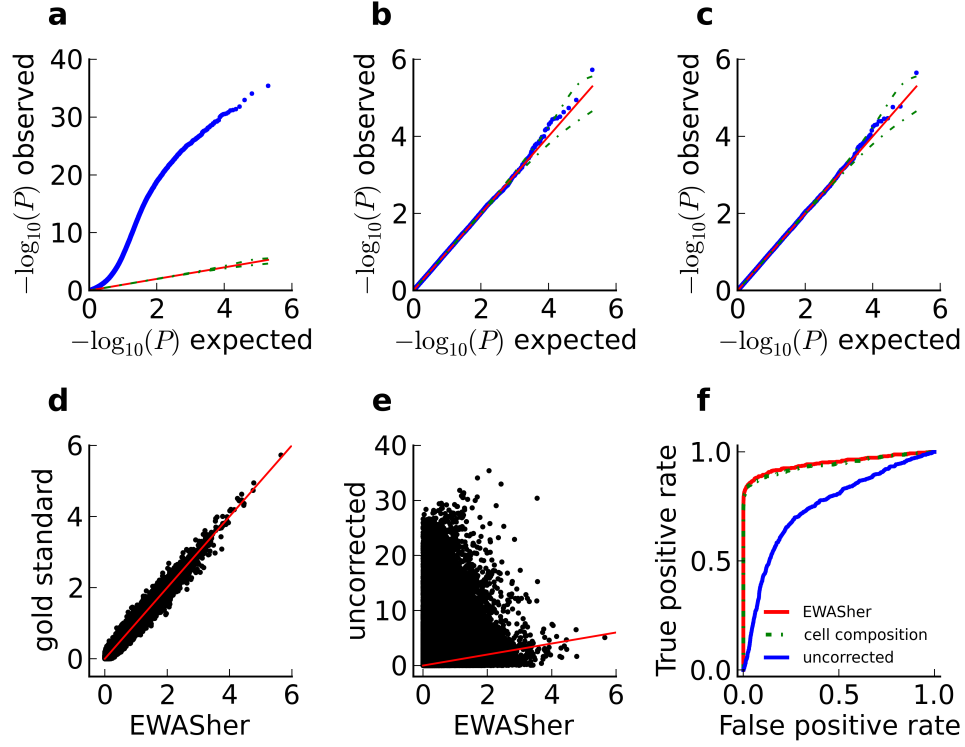 a
40
30
20
10
0
−log₁₀(P) observed
0 2 4 6
−log₁₀(P) expected
b
6
4
2
0
−log₁₀(P) observed
0 2 4 6
−log₁₀(P) expected
c
6
4
2
0
−log₁₀(P) observed
0 2 4 6
−log₁₀(P) expected
d
6
4
2
0
gold standard
0 2 4 6
EWASher
e
40
30
20
10
0
uncorrected
0 2 4 6
EWASher
f
1.0
0.5
0.0
True positive rate
EWASher
cell composition
uncorrected
0.0 0.5 1.0
False positive rate